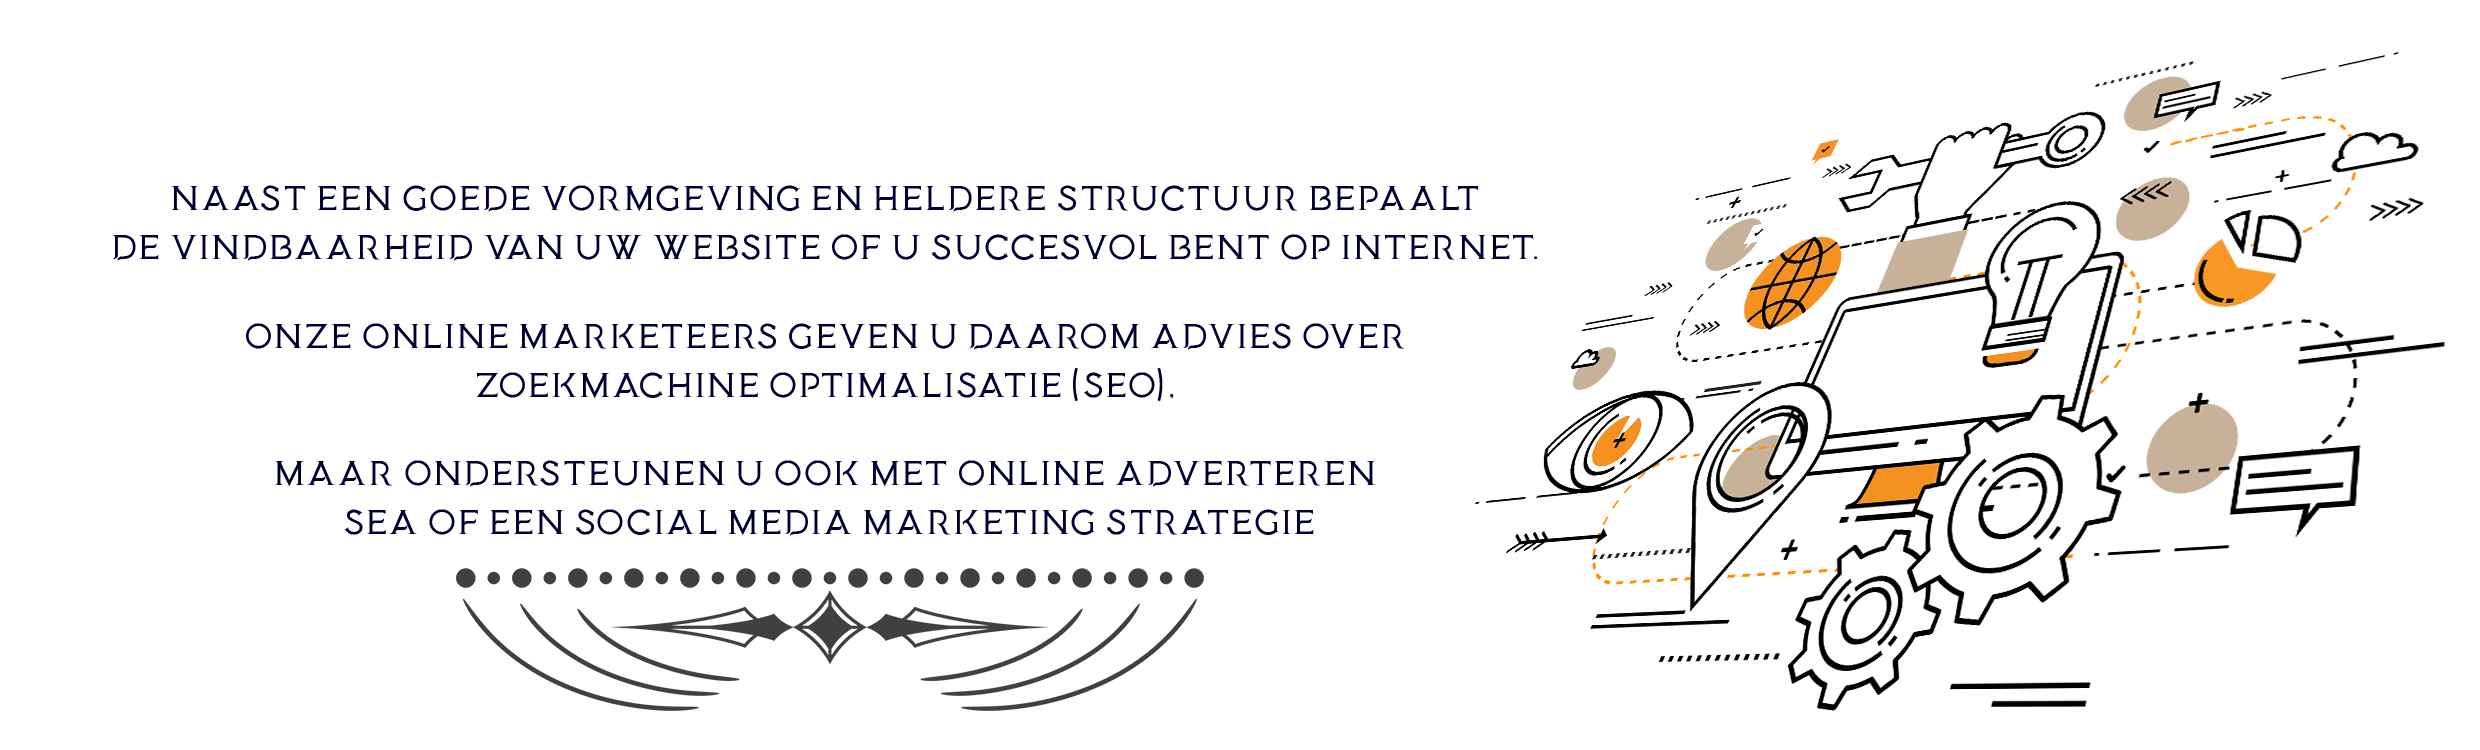 NAAST EEN GOEDE VORMGEVING EN HELDERE STRUCTUUR BEPAALT
DE VINDBAARHEID VAN UW WEBSITE OF U SUCCESVOL BENT OP INTERNET.
ONZE ONLINE MARKETEERS GEVEN U DAAROM ADVIES OVER
ZOEKMACHINE OPTIMALISATIE (SEO),
MAAR ONDERSTEUNEN U OOK MET ONLINE ADVERTEREN
SEA OF EEN SOCIAL MEDIA MARKETING STRATEGIE